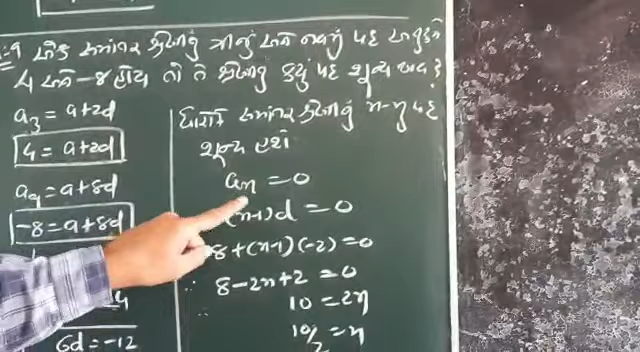 એક સમાંતર શ્રેણીનું ત્રીજું અને નવમું પદ અનુક્રમે
4 અને -8 હોય તો તે શ્રેણીનું કયું પદ શૂન્ય થાય?
a₃ = a+2d
4 = a+2d
a₉ = a+8d
-8 = a+8d
6d = -12
ધારોકે સમાંતર શ્રેણીનું n-મુ પદ
શૂન્ય હશે
an = 0
(n-1)d = 0
8+(n-1)(-2) = 0
8-2n+2 = 0
10 = 2n
10/2 = n